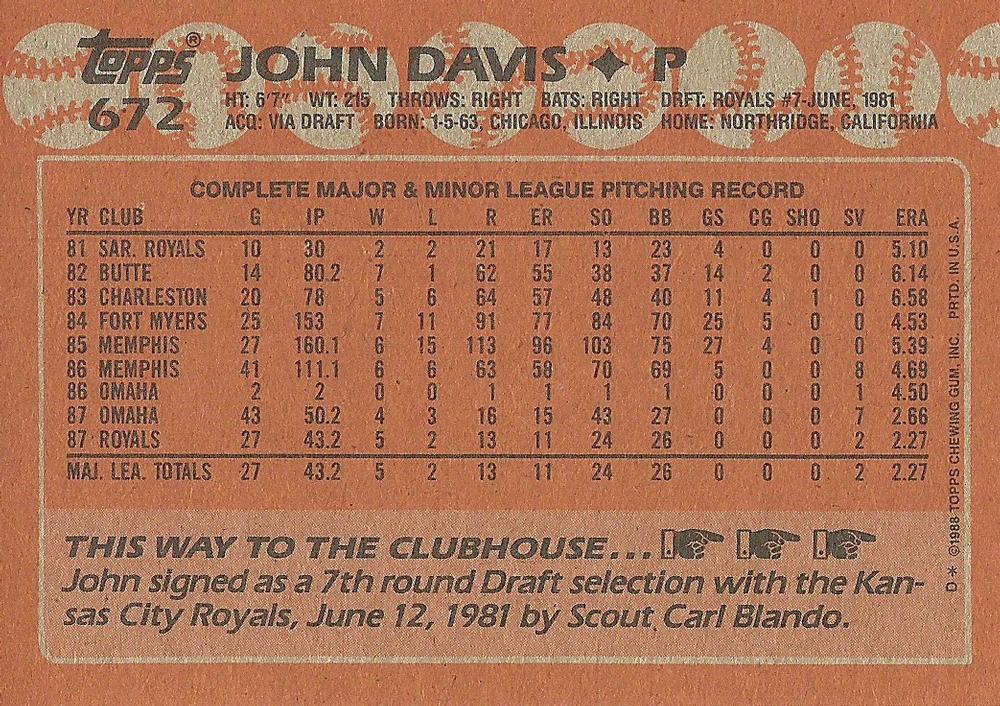 topps® JOHN DAVIS ✦ P
672
HT: 6'7" WT: 215 THROWS: RIGHT BATS: RIGHT DRFT: ROYALS #7-JUNE, 1981
ACQ: VIA DRAFT BORN: 1-5-63, CHICAGO, ILLINOIS HOME: NORTHRIDGE, CALIFORNIA
COMPLETE MAJOR & MINOR LEAGUE PITCHING RECORD
YR CLUB G IP W L R ER SO BB GS CG SHO SV ERA
81 SAR. ROYALS 10 30 2 2 21 17 13 23 4 0 0 0 5.10
82 BUTTE 14 80.2 7 1 62 55 38 37 14 2 0 0 6.14
83 CHARLESTON 20 78 5 6 64 57 48 40 11 4 1 0 6.58
84 FORT MYERS 25 153 7 11 91 77 84 70 25 5 0 0 4.53
85 MEMPHIS 27 160.1 6 15 113 96 103 75 27 4 0 0 5.39
86 MEMPHIS 41 111.1 6 6 63 58 70 69 5 0 0 8 4.69
86 OMAHA 2 2 0 0 1 1 1 1 0 0 0 1 4.50
87 OMAHA 43 50.2 4 3 16 15 43 27 0 0 0 7 2.66
87 ROYALS 27 43.2 5 2 13 11 24 26 0 0 0 2 2.27
MAJ. LEA. TOTALS 27 43.2 5 2 13 11 24 26 0 0 0 2 2.27
THIS WAY TO THE CLUBHOUSE...
John signed as a 7th round Draft selection with the Kan-
sas City Royals, June 12, 1981 by Scout Carl Blando.
D * ©1988 TOPPS CHEWING GUM, INC. PRTD. IN U.S.A.